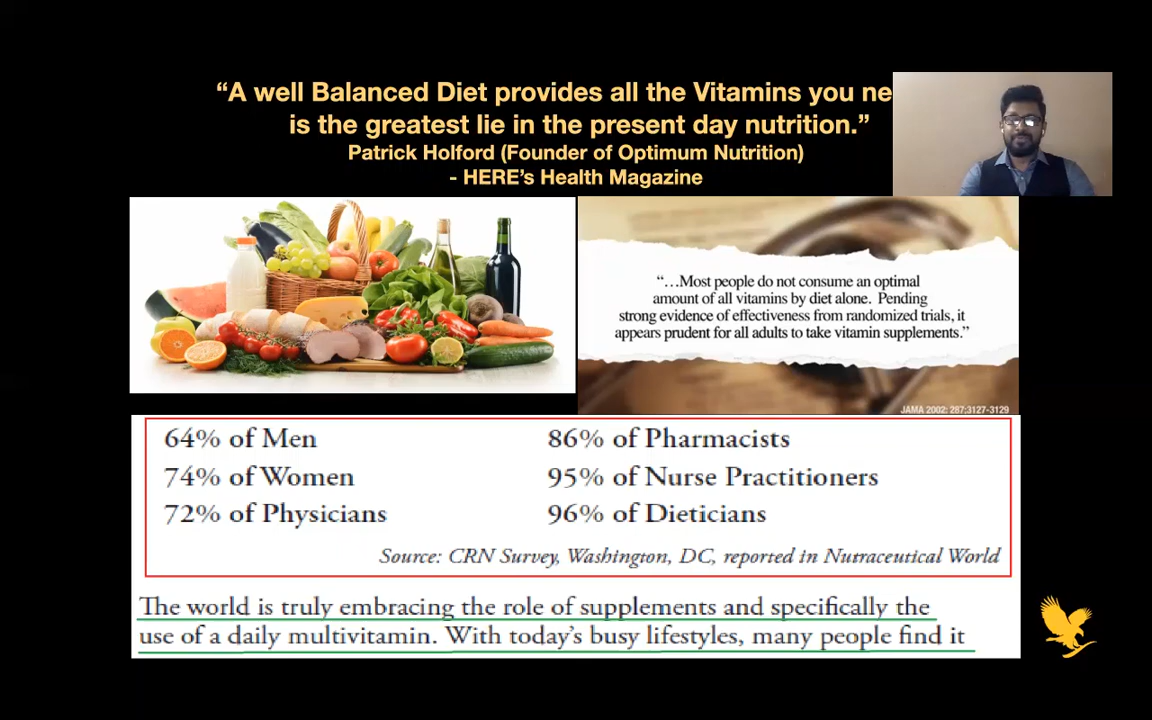 “A well Balanced Diet provides all the Vitamins you ne
is the greatest lie in the present day nutrition.”
Patrick Holford (Founder of Optimum Nutrition)
- HERE’s Health Magazine
“…Most people do not consume an optimal
amount of all vitamins by diet alone. Pending
strong evidence of effectiveness from randomized trials, it
appears prudent for all adults to take vitamin supplements.”
JAMA 2002: 287:3127-3129
64% of Men
74% of Women
72% of Physicians
86% of Pharmacists
95% of Nurse Practitioners
96% of Dieticians
Source: CRN Survey, Washington, DC, reported in Nutraceutical World
The world is truly embracing the role of supplements and specifically the
use of a daily multivitamin. With today’s busy lifestyles, many people find it